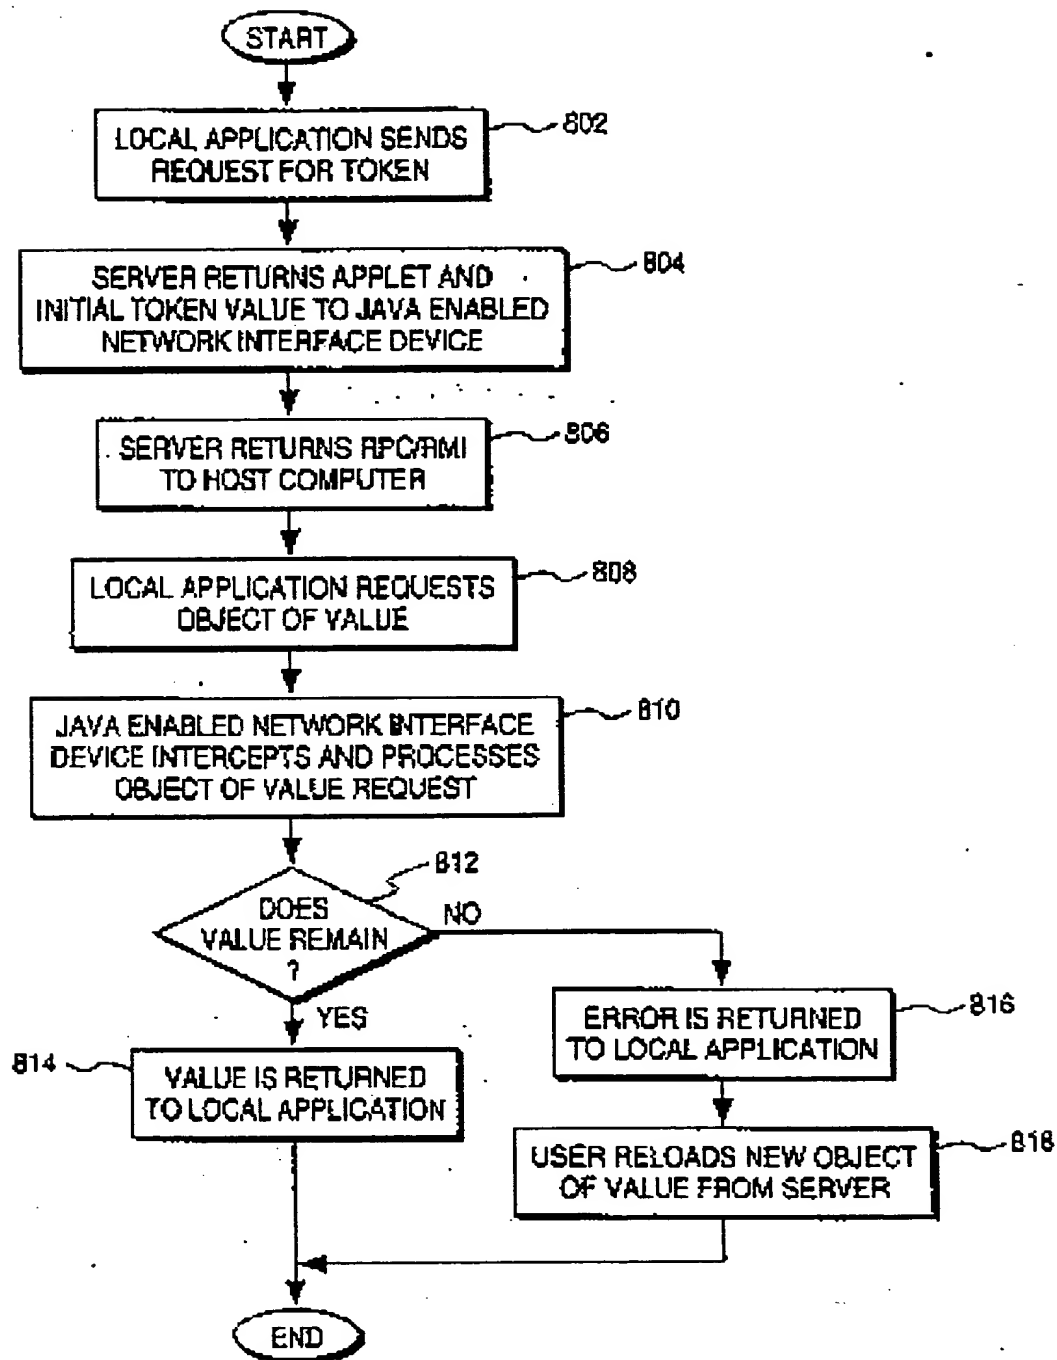 START
LOCAL APPLICATION SENDS
REQUEST FOR TOKEN
802
SERVER RETURNS APPLET AND
INITIAL TOKEN VALUE TO JAVA ENABLED
NETWORK INTERFACE DEVICE
804
SERVER RETURNS RPC/RMI
TO HOST COMPUTER
806
LOCAL APPLICATION REQUESTS
OBJECT OF VALUE
808
JAVA ENABLED NETWORK INTERFACE
DEVICE INTERCEPTS AND PROCESSES
OBJECT OF VALUE REQUEST
810
812
DOES
VALUE REMAIN
?
NO
YES
814
VALUE IS RETURNED
TO LOCAL APPLICATION
ERROR IS RETURNED
TO LOCAL APPLICATION
816
USER RELOADS NEW OBJECT
OF VALUE FROM SERVER
818
END